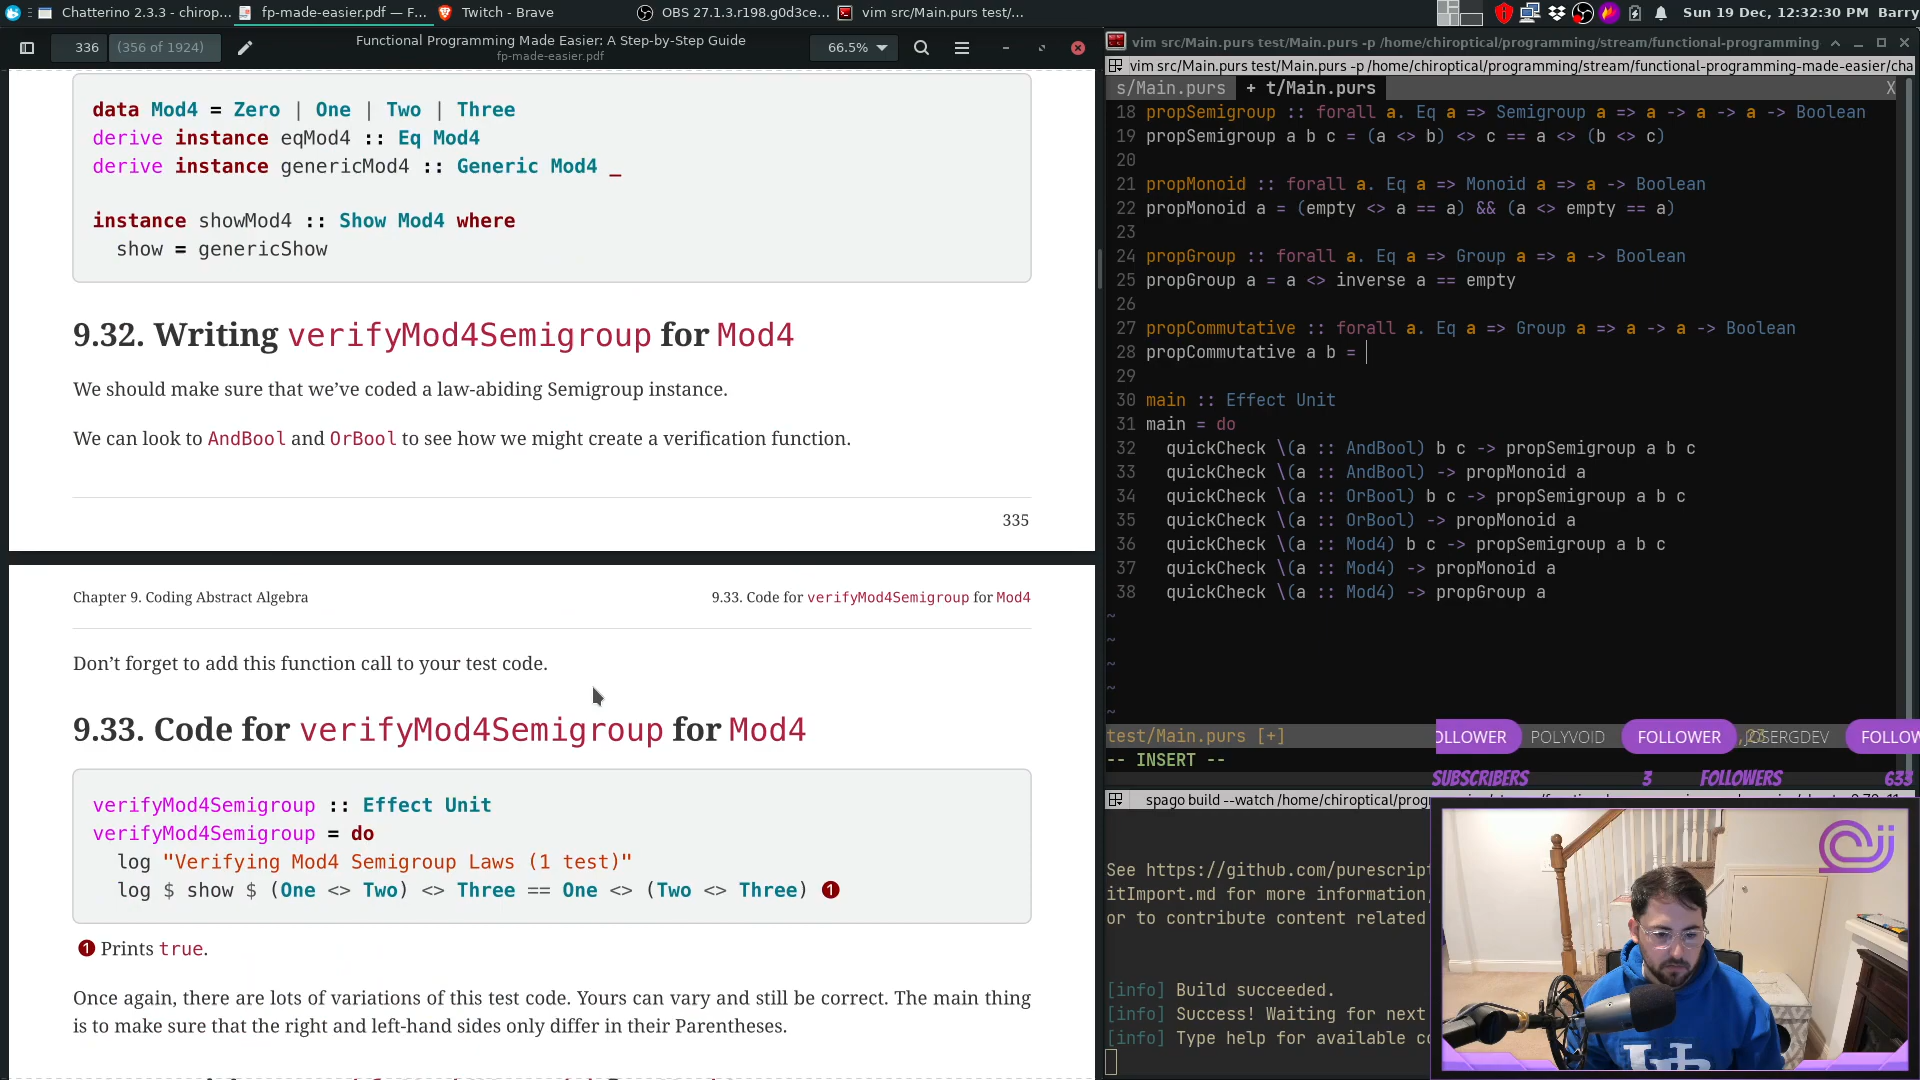 Chatterino 2.3.3 - chirop... fp-made-easier.pdf — F... Twitch - Brave OBS 27.1.3.r198.g0d3ce... vim src/Main.purs test/... Sun 19 Dec, 12:32:30 PM Barry
336 (356 of 1924) Functional Programming Made Easier: A Step-by-Step Guide 66.5%
fp-made-easier.pdf
data Mod4 = Zero | One | Two | Three
derive instance eqMod4 :: Eq Mod4
derive instance genericMod4 :: Generic Mod4 _
instance showMod4 :: Show Mod4 where
show = genericShow
9.32. Writing verifyMod4Semigroup for Mod4
We should make sure that we’ve coded a law-abiding Semigroup instance.
We can look to AndBool and OrBool to see how we might create a verification function.
335
Chapter 9. Coding Abstract Algebra 9.33. Code for verifyMod4Semigroup for Mod4
Don’t forget to add this function call to your test code.
9.33. Code for verifyMod4Semigroup for Mod4
verifyMod4Semigroup :: Effect Unit
verifyMod4Semigroup = do
log "Verifying Mod4 Semigroup Laws (1 test)"
log $ show $ (One <> Two) <> Three == One <> (Two <> Three) 1
1 Prints true.
Once again, there are lots of variations of this test code. Yours can vary and still be correct. The main thing
is to make sure that the right and left-hand sides only differ in their Parentheses.
vim src/Main.purs test/Main.purs -p /home/chiroptical/programming/stream/functional-programming
vim src/Main.purs test/Main.purs -p /home/chiroptical/programming/stream/functional-programming-made-easier/cha
s/Main.purs + t/Main.purs X
18 propSemigroup :: forall a. Eq a => Semigroup a => a -> a -> a -> Boolean
19 propSemigroup a b c = (a <> b) <> c == a <> (b <> c)
20
21 propMonoid :: forall a. Eq a => Monoid a => a -> Boolean
22 propMonoid a = (empty <> a == a) && (a <> empty == a)
23
24 propGroup :: forall a. Eq a => Group a => a -> Boolean
25 propGroup a = a <> inverse a == empty
26
27 propCommutative :: forall a. Eq a => Group a => a -> a -> Boolean
28 propCommutative a b =
29
30 main :: Effect Unit
31 main = do
32 quickCheck \(a :: AndBool) b c -> propSemigroup a b c
33 quickCheck \(a :: AndBool) -> propMonoid a
34 quickCheck \(a :: OrBool) b c -> propSemigroup a b c
35 quickCheck \(a :: OrBool) -> propMonoid a
36 quickCheck \(a :: Mod4) b c -> propSemigroup a b c
37 quickCheck \(a :: Mod4) -> propMonoid a
38 quickCheck \(a :: Mod4) -> propGroup a
~
~
~
~
~
test/Main.purs [+]
-- INSERT --
OLLOWER POLYVOID FOLLOWER JOSERGDEV FOLLOW
SUBSCRIBERS 3 FOLLOWERS 633
spago build --watch /home/chiroptical/prog
See https://github.com/purescript
itImport.md for more information,
or to contribute content related
[info] Build succeeded.
[info] Success! Waiting for next
[info] Type help for available co